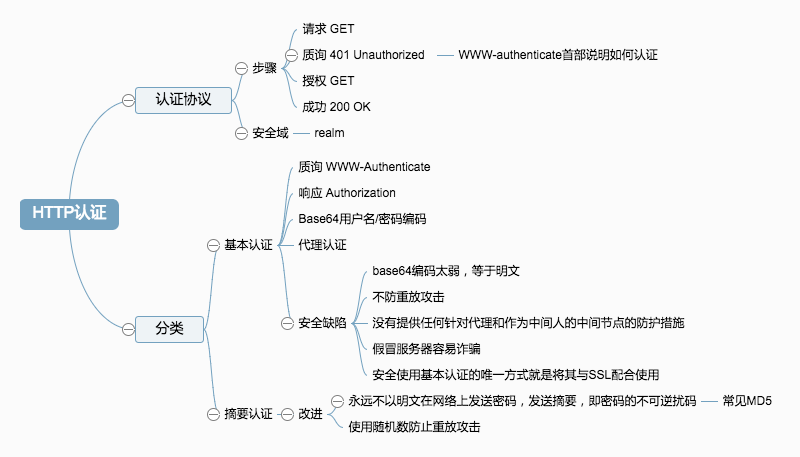 请求 GET
质询 401 Unauthorized
WWW-authenticate首部说明如何认证
步骤
授权 GET
认证协议
成功 200 OK
安全域
realm
质询 WWW-Authenticate
响应 Authorization
HTTP认证
Base64用户名/密码编码
基本认证
代理认证
base64编码太弱，等于明文
不防重放攻击
分类
安全缺陷
没有提供任何针对代理和作为中间人的中间节点的防护措施
假冒服务器容易诈骗
安全使用基本认证的唯一方式就是将其与SSL配合使用
永远不以明文在网络上发送密码，发送摘要，即密码的不可逆扰码
常见MD5
摘要认证
改进
使用随机数防止重放攻击